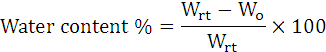 Water content % = (W_rt − W_o) / W_rt × 100